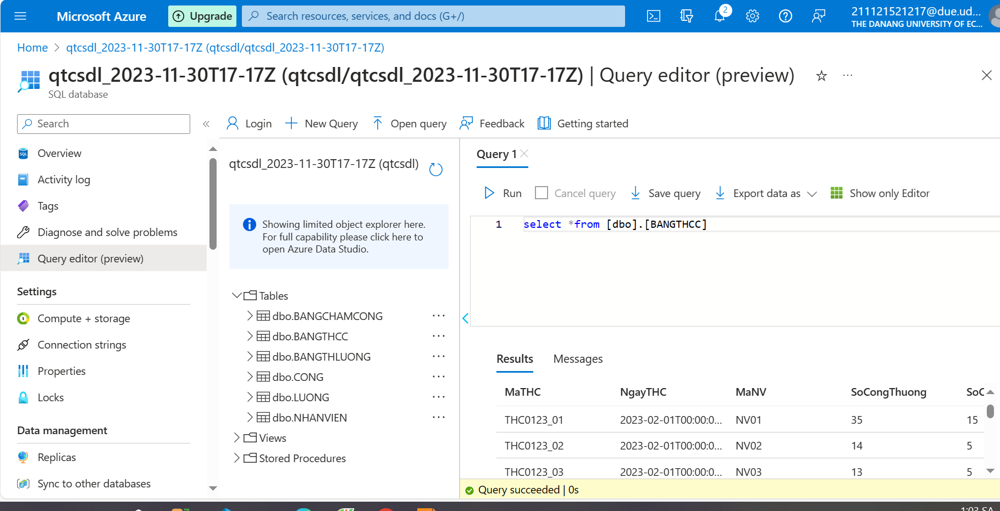 Microsoft Azure
Upgrade
Search resources, services, and docs (G+/)
2
211121521217@due.ud...
THE DANANG UNIVERSITY OF EC...
Home > qtcsdl_2023-11-30T17-17Z (qtcsdl/qtcsdl_2023-11-30T17-17Z)
qtcsdl_2023-11-30T17-17Z (qtcsdl/qtcsdl_2023-11-30T17-17Z) | Query editor (preview)
SQL database
Search
«
Login
New Query
Open query
Feedback
Getting started
Overview
Activity log
Tags
Diagnose and solve problems
Query editor (preview)
Settings
Compute + storage
Connection strings
Properties
Locks
Data management
Replicas
Sync to other databases
qtcsdl_2023-11-30T17-17Z (qtcsdl)
Showing limited object explorer here.
For full capability please click here to
open Azure Data Studio.
Tables
dbo.BANGCHAMCONG
dbo.BANGTHCC
dbo.BANGTHLUONG
dbo.CONG
dbo.LUONG
dbo.NHANVIEN
Views
Stored Procedures
Query 1
Run
Cancel query
Save query
Export data as
Show only Editor
1 select *from [dbo].[BANGTHCC]
Results
Messages
MaTHC NgayTHC MaNV SoCongThuong SoC
THC0123_01 2023-02-01T00:00:0... NV01 35 15
THC0123_02 2023-02-01T00:00:0... NV02 14 5
THC0123_03 2023-02-01T00:00:0... NV03 13 5
Query succeeded | 0s
1:03 SA